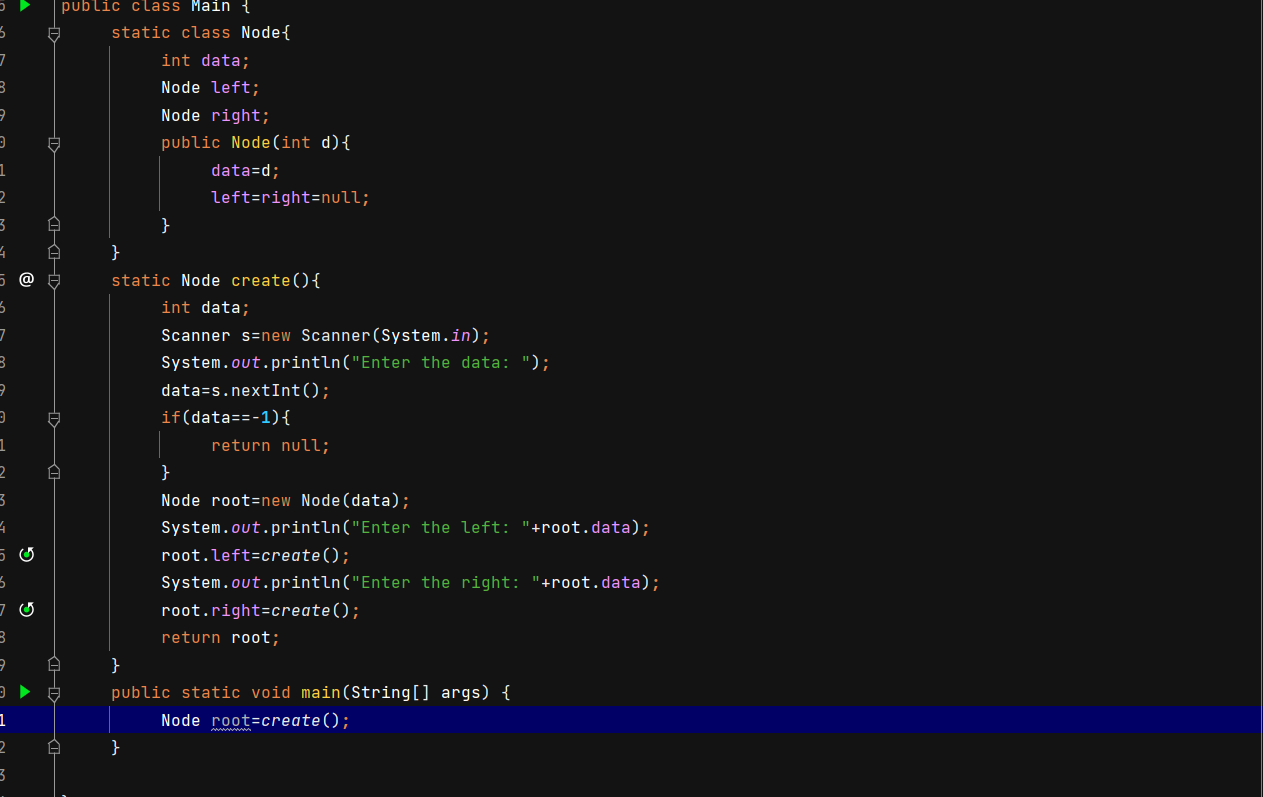 5 public class Main {
6 static class Node{
7 int data;
8 Node left;
9 Node right;
0 public Node(int d){
1 data=d;
2 left=right=null;
3 }
4 }
5 @ static Node create(){
6 int data;
7 Scanner s=new Scanner(System.in);
8 System.out.println("Enter the data: ");
9 data=s.nextInt();
0 if(data==-1){
1 return null;
2 }
3 Node root=new Node(data);
4 System.out.println("Enter the left: "+root.data);
5 root.left=create();
6 System.out.println("Enter the right: "+root.data);
7 root.right=create();
8 return root;
9 }
0 public static void main(String[] args) {
1 Node root=create();
2 }
3